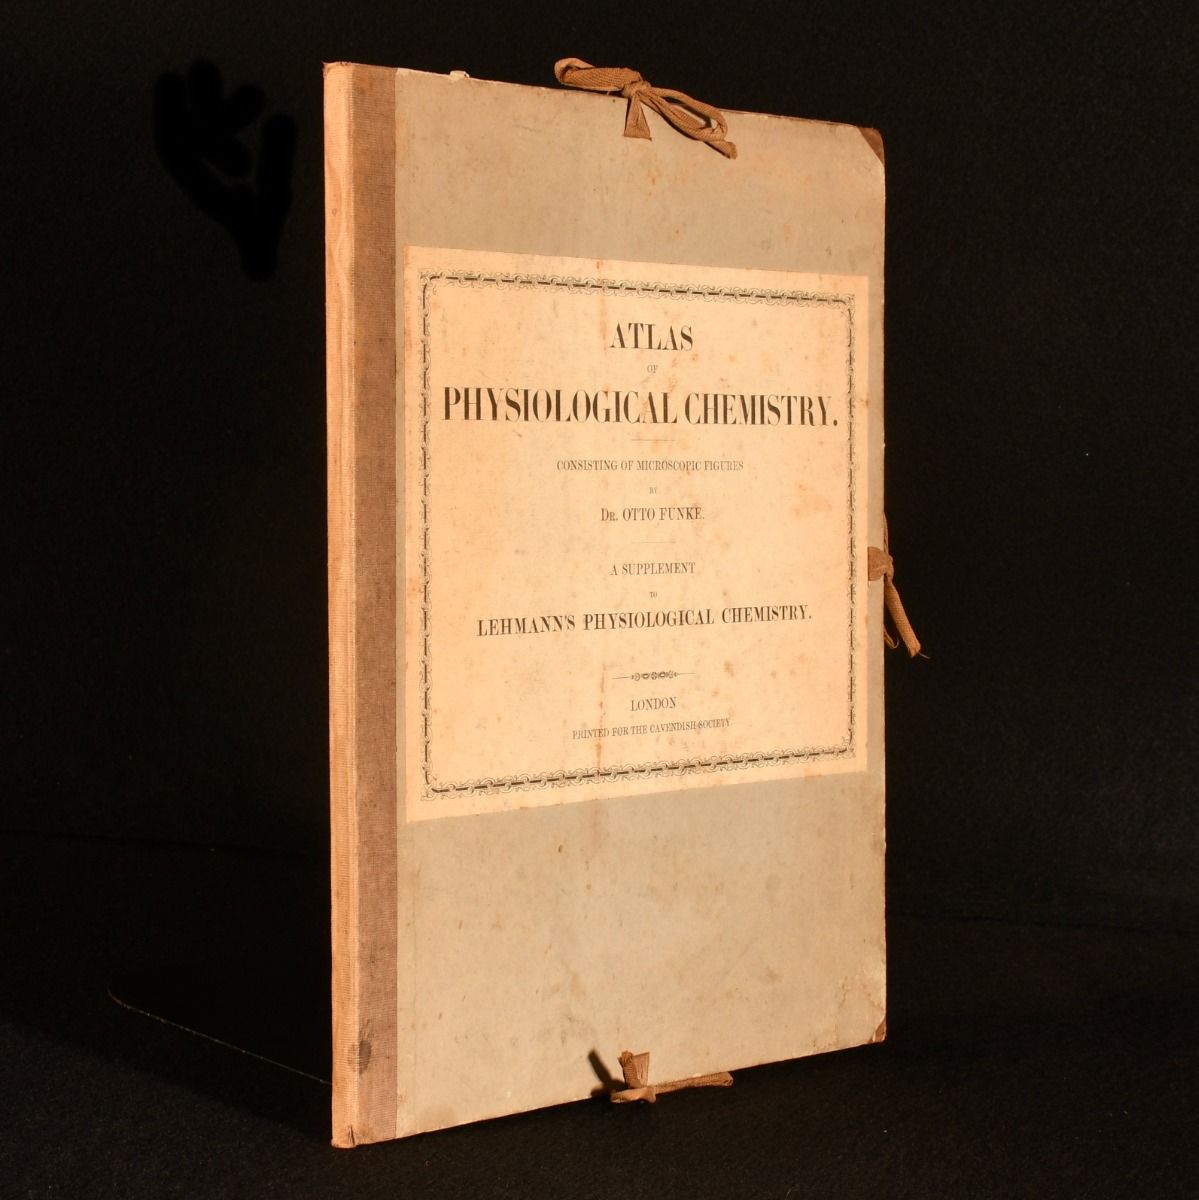 ATLAS
OF
PHYSIOLOGICAL CHEMISTRY.
CONSISTING OF MICROSCOPIC FIGURES
BY
DR. OTTO FUNKE.
A SUPPLEMENT
TO
LEHMANN'S PHYSIOLOGICAL CHEMISTRY.
LONDON
PRINTED FOR THE CAVENDISH SOCIETY